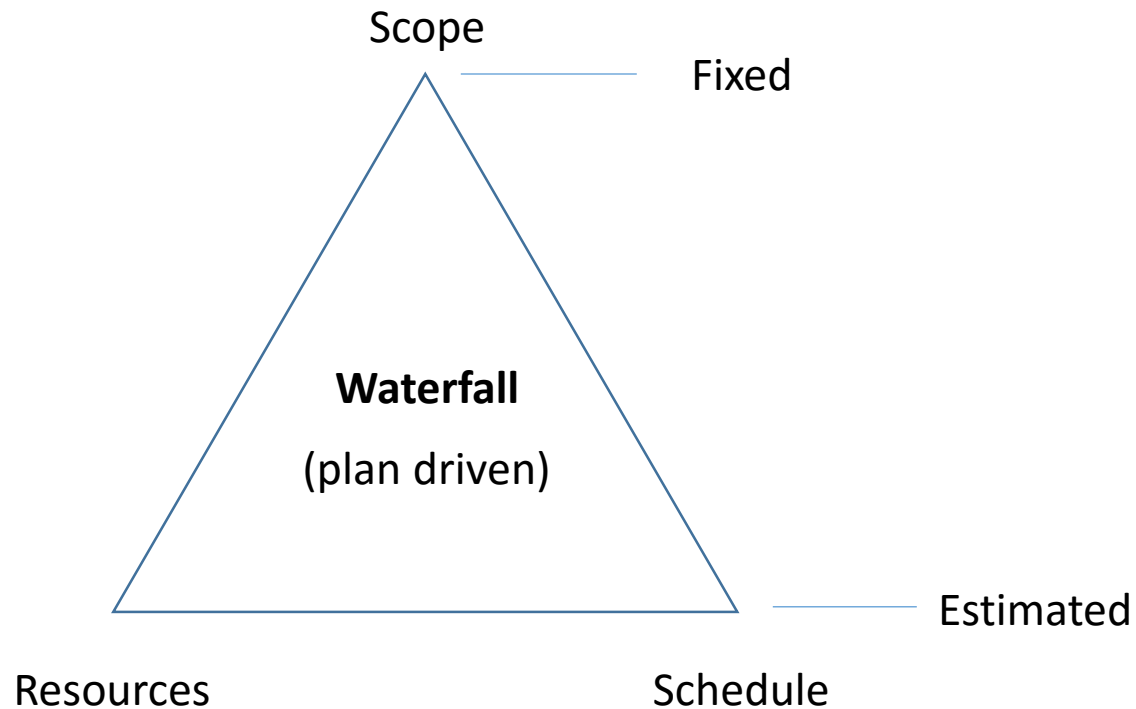 Scope
Fixed
Waterfall
(plan driven)
Estimated
Resources
Schedule